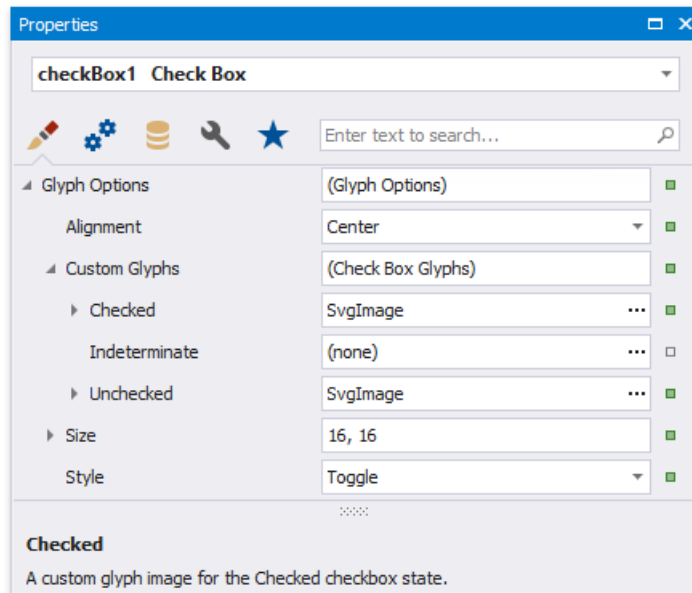 Properties
checkBox1 Check Box
Enter text to search...
Glyph Options (Glyph Options)
Alignment Center
Custom Glyphs (Check Box Glyphs)
Checked SvgImage ...
Indeterminate (none) ...
Unchecked SvgImage ...
Size 16, 16
Style Toggle
Checked
A custom glyph image for the Checked checkbox state.